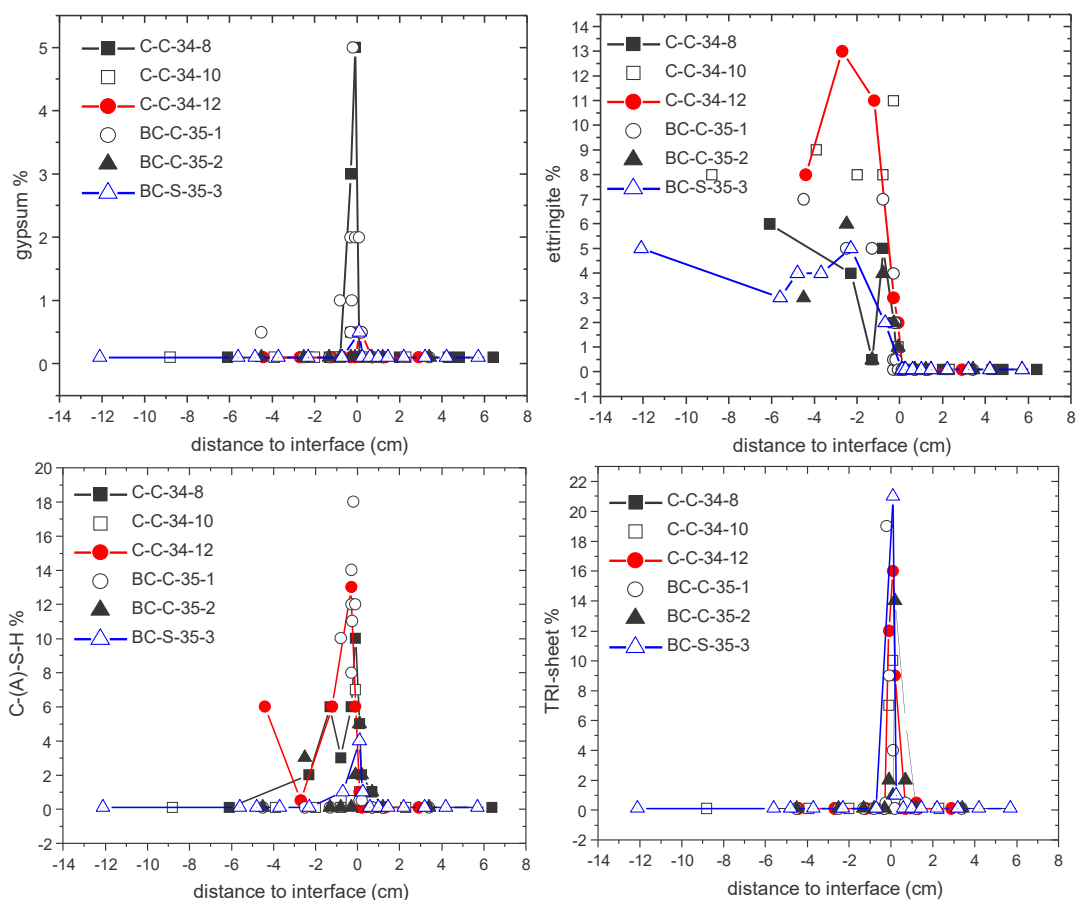 C-C-34-8
C-C-34-10
C-C-34-12
BC-C-35-1
BC-C-35-2
BC-S-35-3
gypsum %
5
4
3
2
1
0
-14 -12 -10 -8 -6 -4 -2 0 2 4 6 8
distance to interface (cm)
C-C-34-8
C-C-34-10
C-C-34-12
BC-C-35-1
BC-C-35-2
BC-S-35-3
ettringite %
13
12
11
10
9
8
7
6
5
4
3
2
1
0
-1
-14 -12 -10 -8 -6 -4 -2 0 2 4 6 8
distance to interface (cm)
C-C-34-8
C-C-34-10
C-C-34-12
BC-C-35-1
BC-C-35-2
BC-S-35-3
C-(A)-S-H %
20
18
16
14
12
10
8
6
4
2
0
-2
-14 -12 -10 -8 -6 -4 -2 0 2 4 6 8
distance to interface (cm)
C-C-34-8
C-C-34-10
C-C-34-12
BC-C-35-1
BC-C-35-2
BC-S-35-3
TRI-sheet %
22
20
18
16
14
12
10
8
6
4
2
0
-2
-14 -12 -10 -8 -6 -4 -2 0 2 4 6 8
distance to interface (cm)